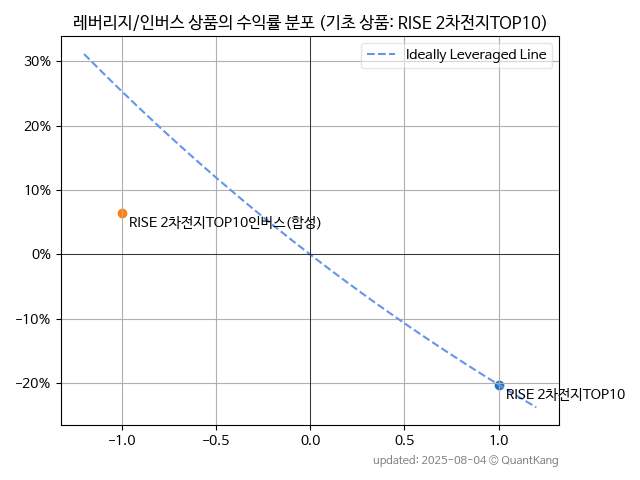 레버리지/인버스 상품의 수익률 분포 (기초 상품: RISE 2차전지TOP10)
Ideally Leveraged Line
30%
20%
10%
0%
−10%
−20%
RISE 2차전지TOP10인버스(합성)
RISE 2차전지TOP10
−1.0
−0.5
0.0
0.5
1.0
updated: 2025-08-04 © QuantKang